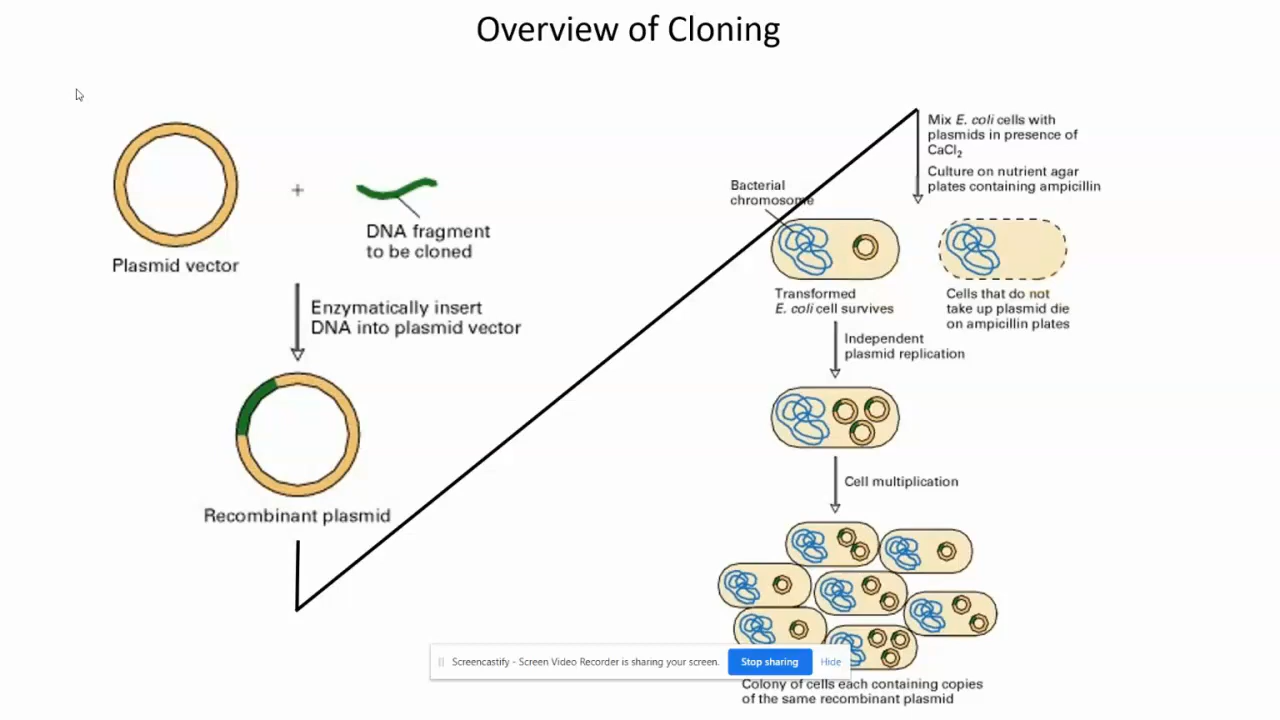 Overview of Cloning
+
Plasmid vector
DNA fragment
to be cloned
Enzymatically insert
DNA into plasmid vector
Recombinant plasmid
Mix E. coli cells with
plasmids in presence of
CaCl₂
Culture on nutrient agar
plates containing ampicillin
Bacterial
chromosome
Transformed
E. coli cell survives
Cells that do not
take up plasmid die
on ampicillin plates
Independent
plasmid replication
Cell multiplication
Colony of cells each containing copies
of the same recombinant plasmid
Screencastify - Screen Video Recorder is sharing your screen.
Stop sharing
Hide